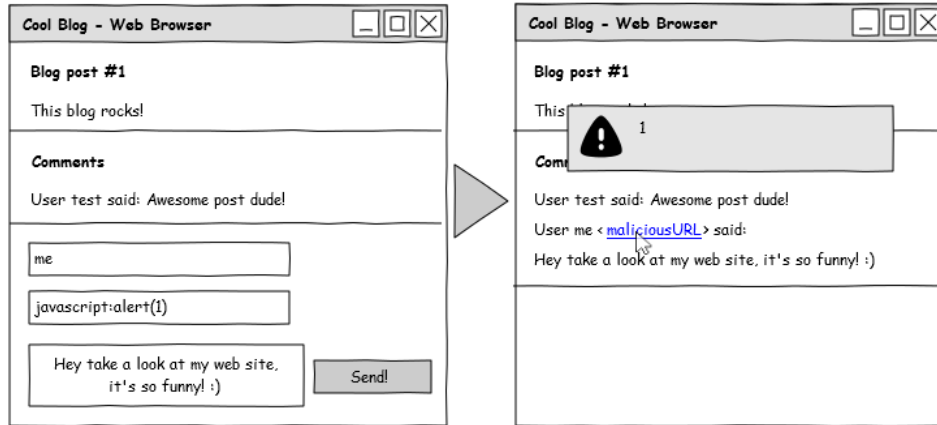 Cool Blog - Web Browser
Blog post #1
This blog rocks!
Comments
User test said: Awesome post dude!
me
javascript:alert(1)
Hey take a look at my web site,
it's so funny! :)
Send!
Cool Blog - Web Browser
Blog post #1
This
1
Com
User test said: Awesome post dude!
User me <maliciousURL> said:
Hey take a look at my web site, it's so funny! :)